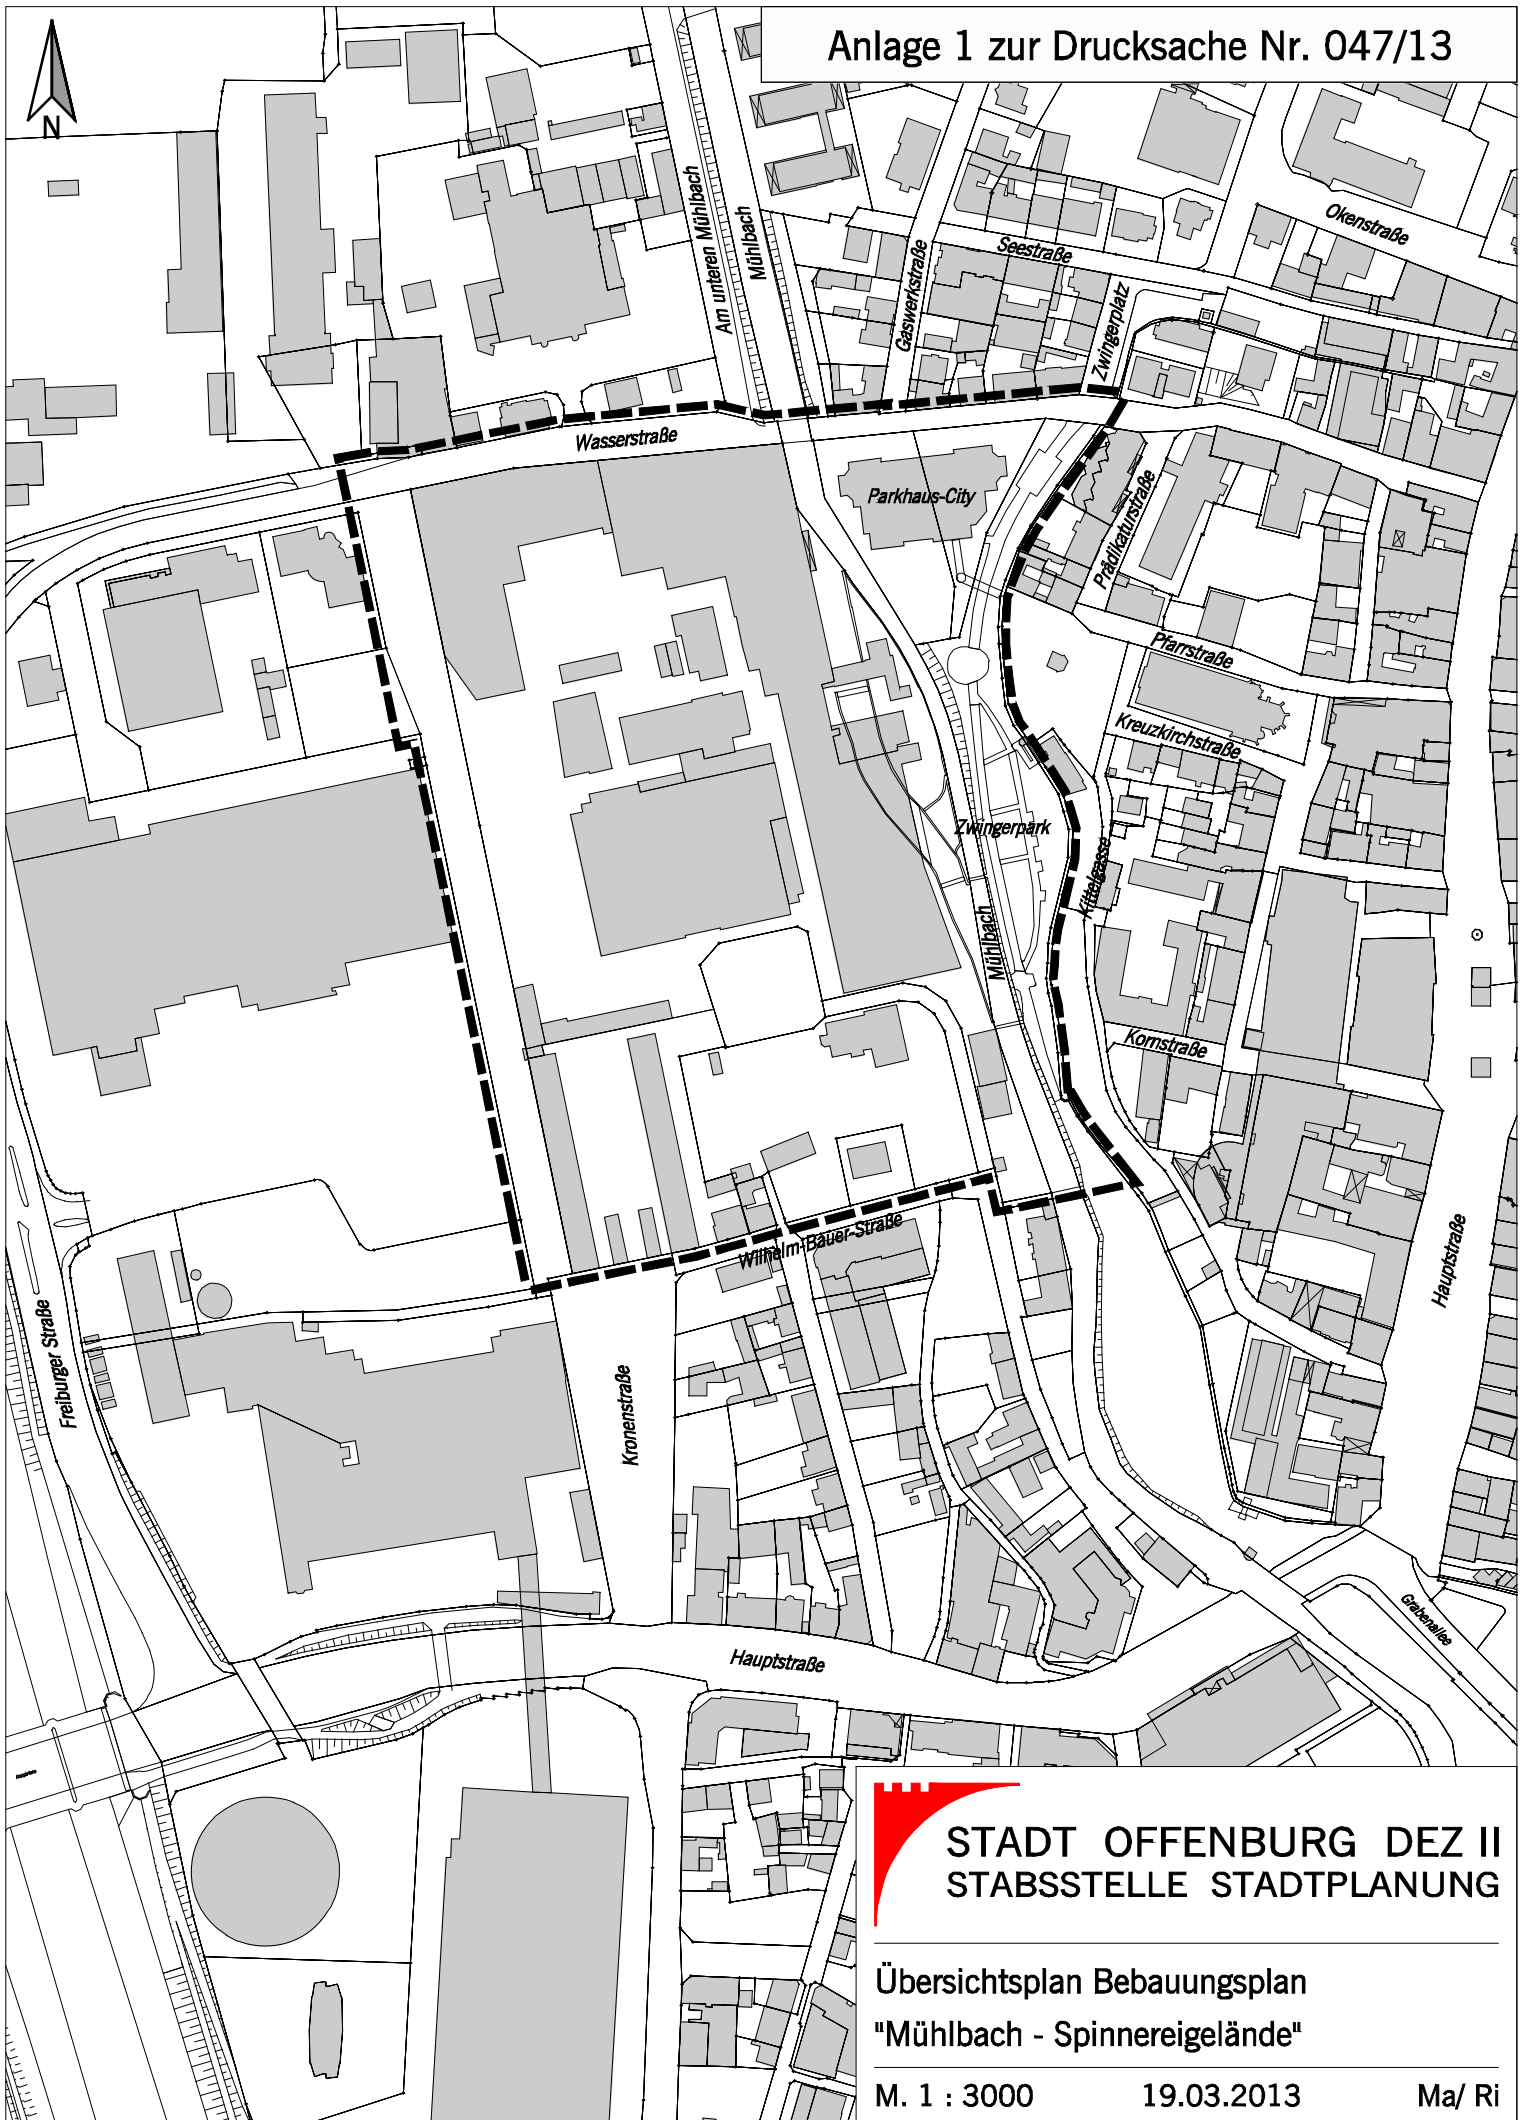 Anlage 1 zur Drucksache Nr. 047/13
N
Am unteren Mühlbach
Mühlbach
Gaswerkstraße
Seestraße
Okenstraße
Zwingerplatz
Wasserstraße
Parkhaus-City
Prädikaturstraße
Pfarrstraße
Kreuzkirchstraße
Zwingerpark
Kittelgasse
Mühlbach
Kornstraße
Hauptstraße
Wilhelm-Bauer-Straße
Freiburger Straße
Kronenstraße
Hauptstraße
Grabenallee
STADT OFFENBURG DEZ II
STABSSTELLE STADTPLANUNG
Übersichtsplan Bebauungsplan
"Mühlbach - Spinnereigelände"
M. 1 : 3000 19.03.2013 Ma/ Ri